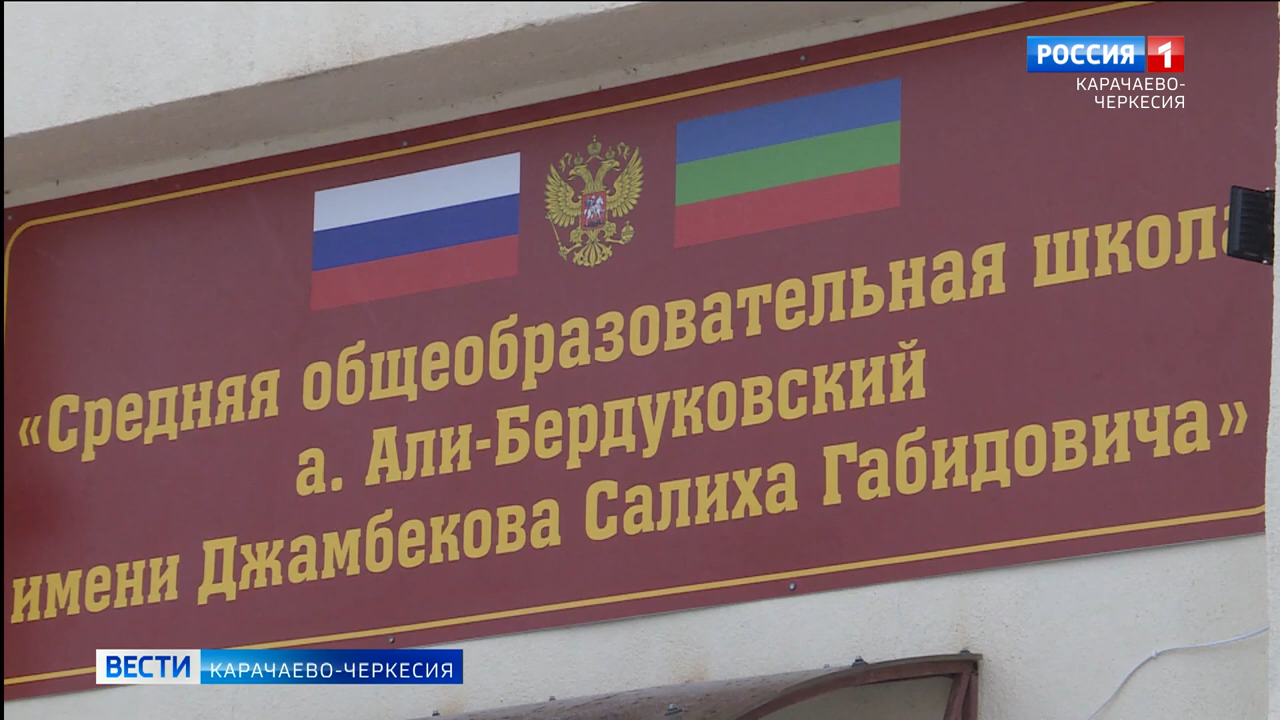 РОССИЯ 1
КАРАЧАЕВО-
ЧЕРКЕСИЯ
«Средняя общеобразовательная школа
а. Али-Бердуковский
имени Джамбекова Салиха Габидовича»
ВЕСТИ КАРАЧАЕВО-ЧЕРКЕСИЯ